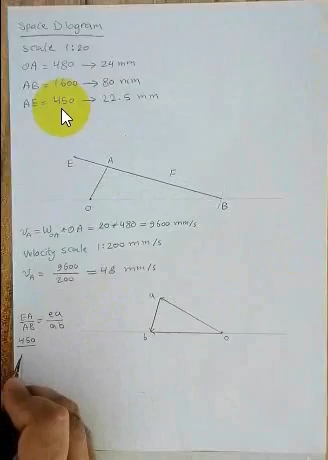 Space Diagram
Scale 1:20
OA = 480 → 24 mm
AB = 1600 → 80 mm
AE = 450 → 22.5 mm
E A F
O B
VA = WOA * OA = 20*480 = 9600 mm/s
Velocity scale 1:200 mm/s
VA = 9600/200 = 48 mm/s
a
b o
EA/AB = ea/ab
450